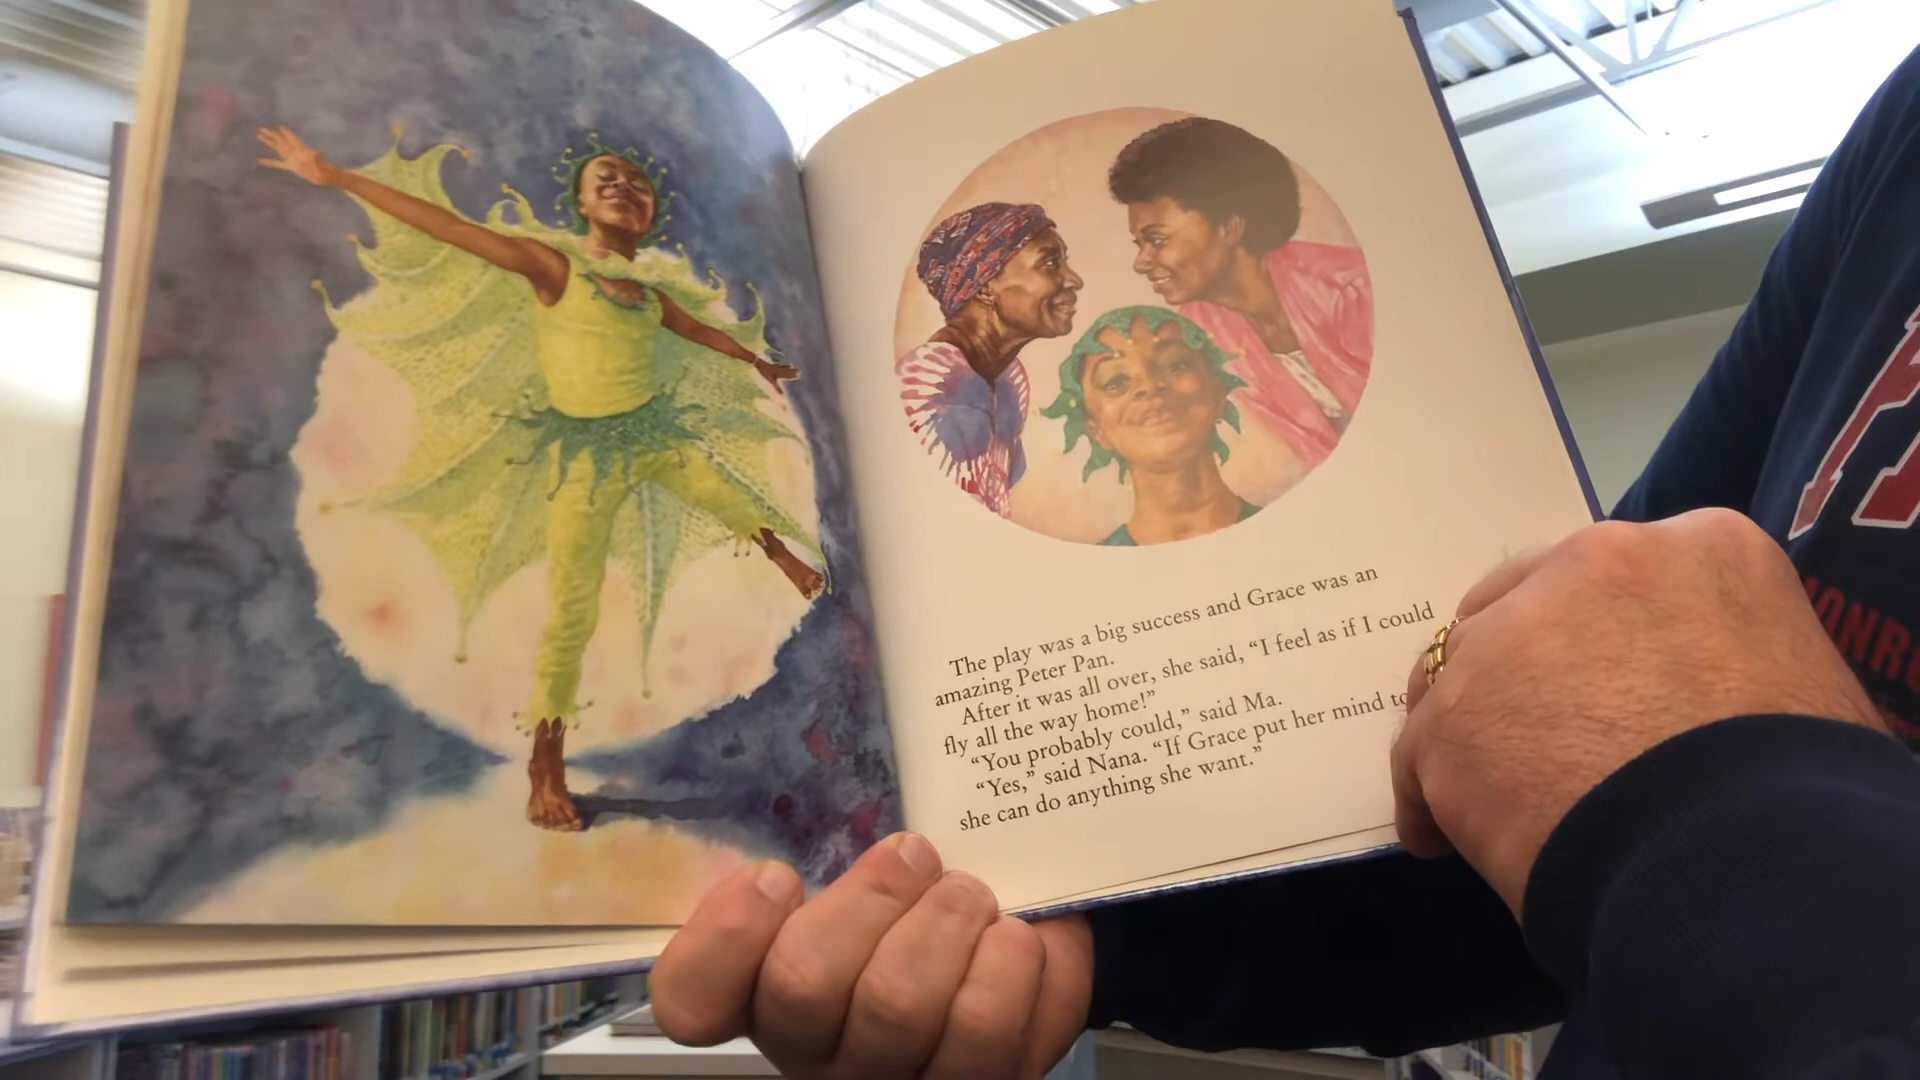 The play was a big success and Grace was an
amazing Peter Pan.
After it was all over, she said, “I feel as if I could
fly all the way home!”
“You probably could,” said Ma.
“Yes,” said Nana. “If Grace put her mind to
she can do anything she want.”